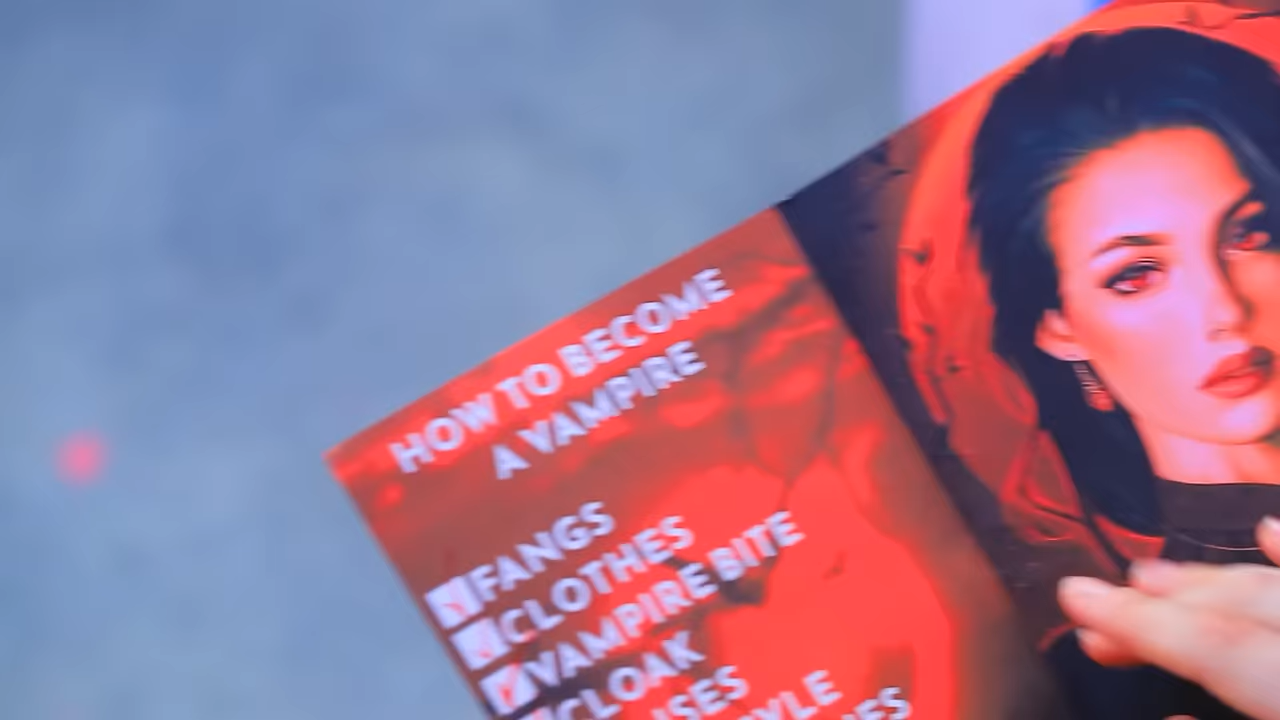 HOW TO BECOME
A VAMPIRE
FANGS
CLOTHES
VAMPIRE BITE
CLOAK